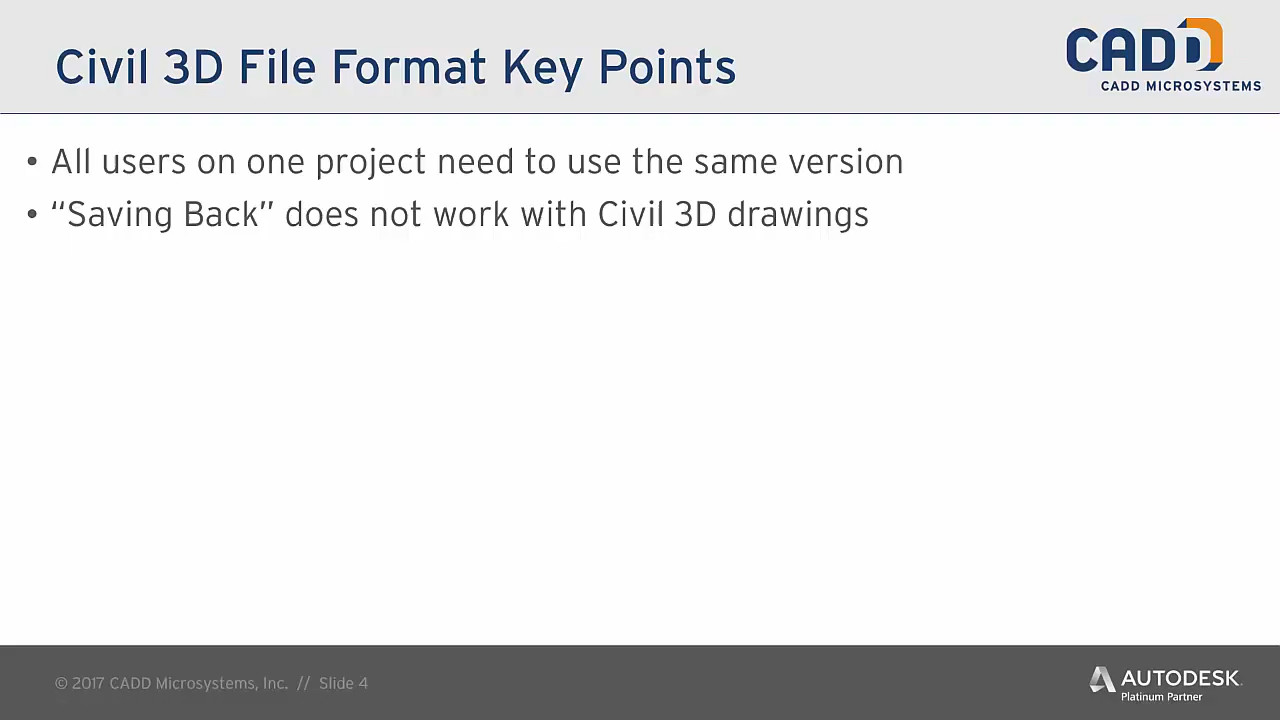 Civil 3D File Format Key Points
CADD
CADD MICROSYSTEMS
• All users on one project need to use the same version
• “Saving Back” does not work with Civil 3D drawings
© 2017 CADD Microsystems, Inc. // Slide 4
AUTODESK.
Platinum Partner